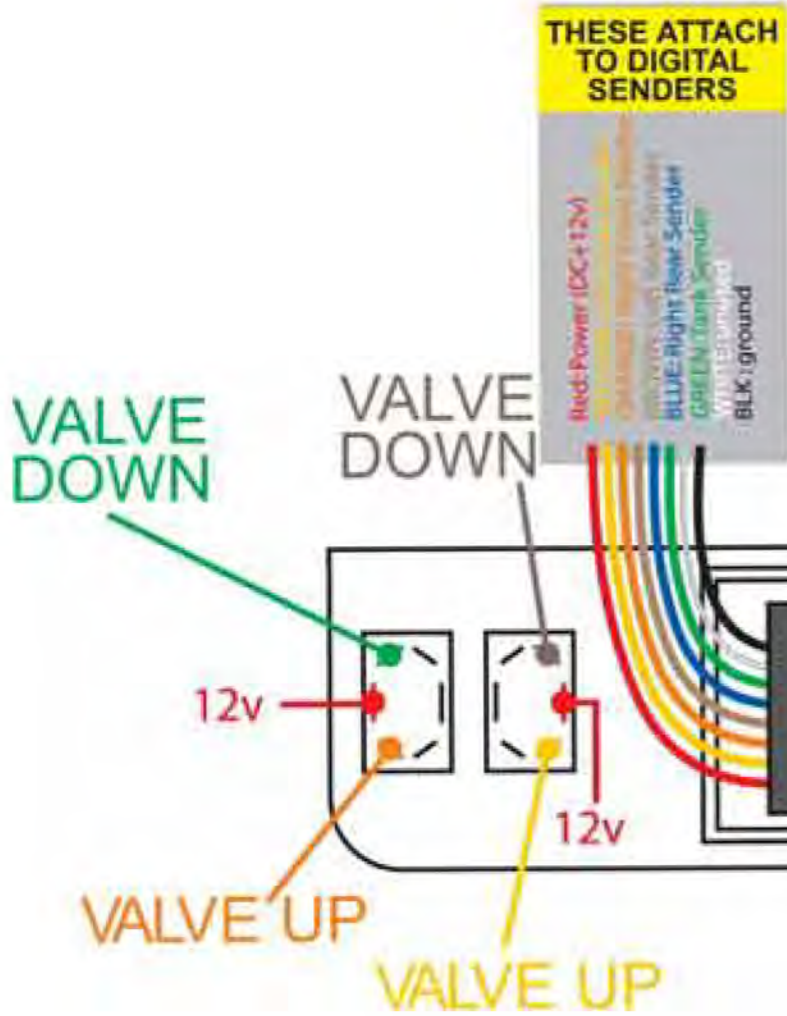 THESE ATTACH
TO DIGITAL
SENDERS
Red:Power (DC+12v)
Sender
BLUE:Right Rear Sender
GREEN:Tank Sender
BLK : ground
VALVE
DOWN
VALVE
DOWN
12v
12v
VALVE UP
VALVE UP